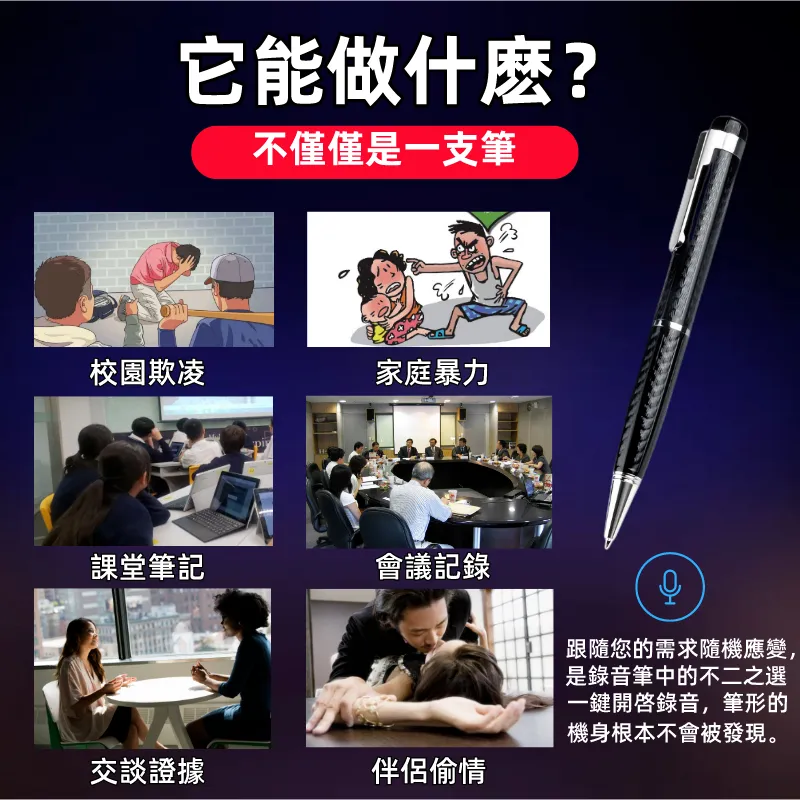 它能做什麽？
不僅僅是一支筆
校園欺凌
家庭暴力
課堂筆記
會議記錄
交談證據
伴侶偷情
跟隨您的需求隨機應變，
是錄音筆中的不二之選
一鍵開啓錄音，筆形的
機身根本不會被發現。